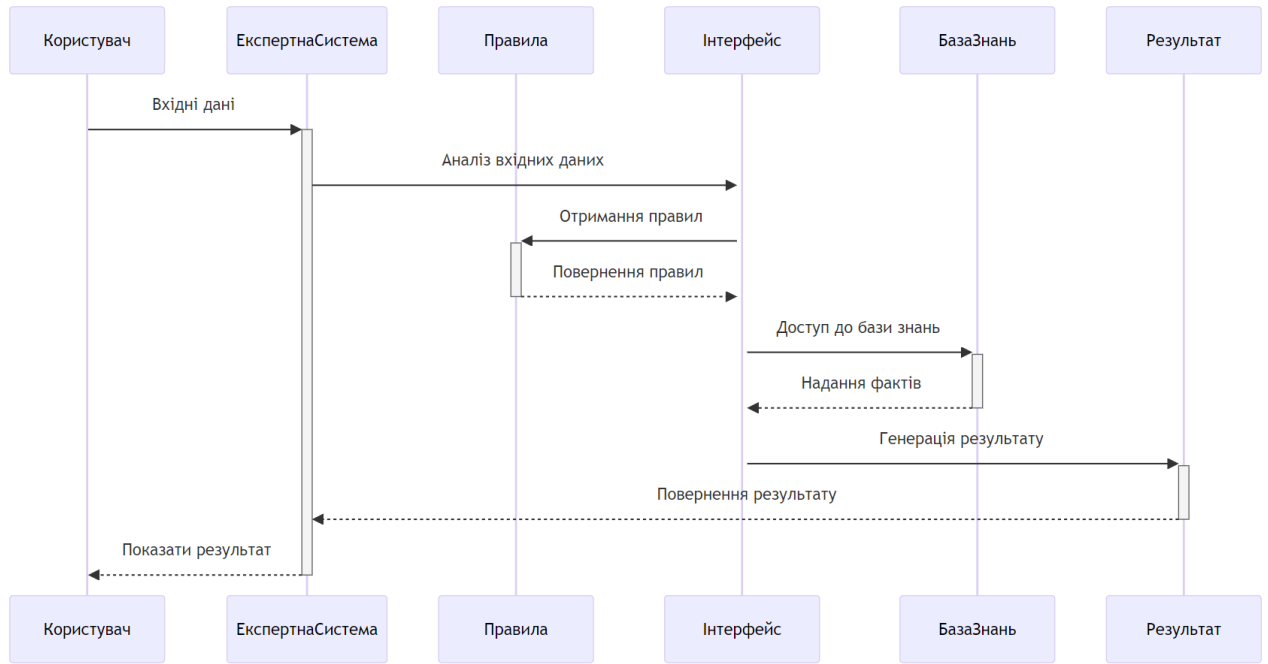 Користувач
ЕкспертнаСистема
Правила
Інтерфейс
БазаЗнань
Результат
Вхідні дані
Аналіз вхідних даних
Отримання правил
Повернення правил
Доступ до бази знань
Надання фактів
Генерація результату
Повернення результату
Показати результат
Користувач
ЕкспертнаСистема
Правила
Інтерфейс
БазаЗнань
Результат